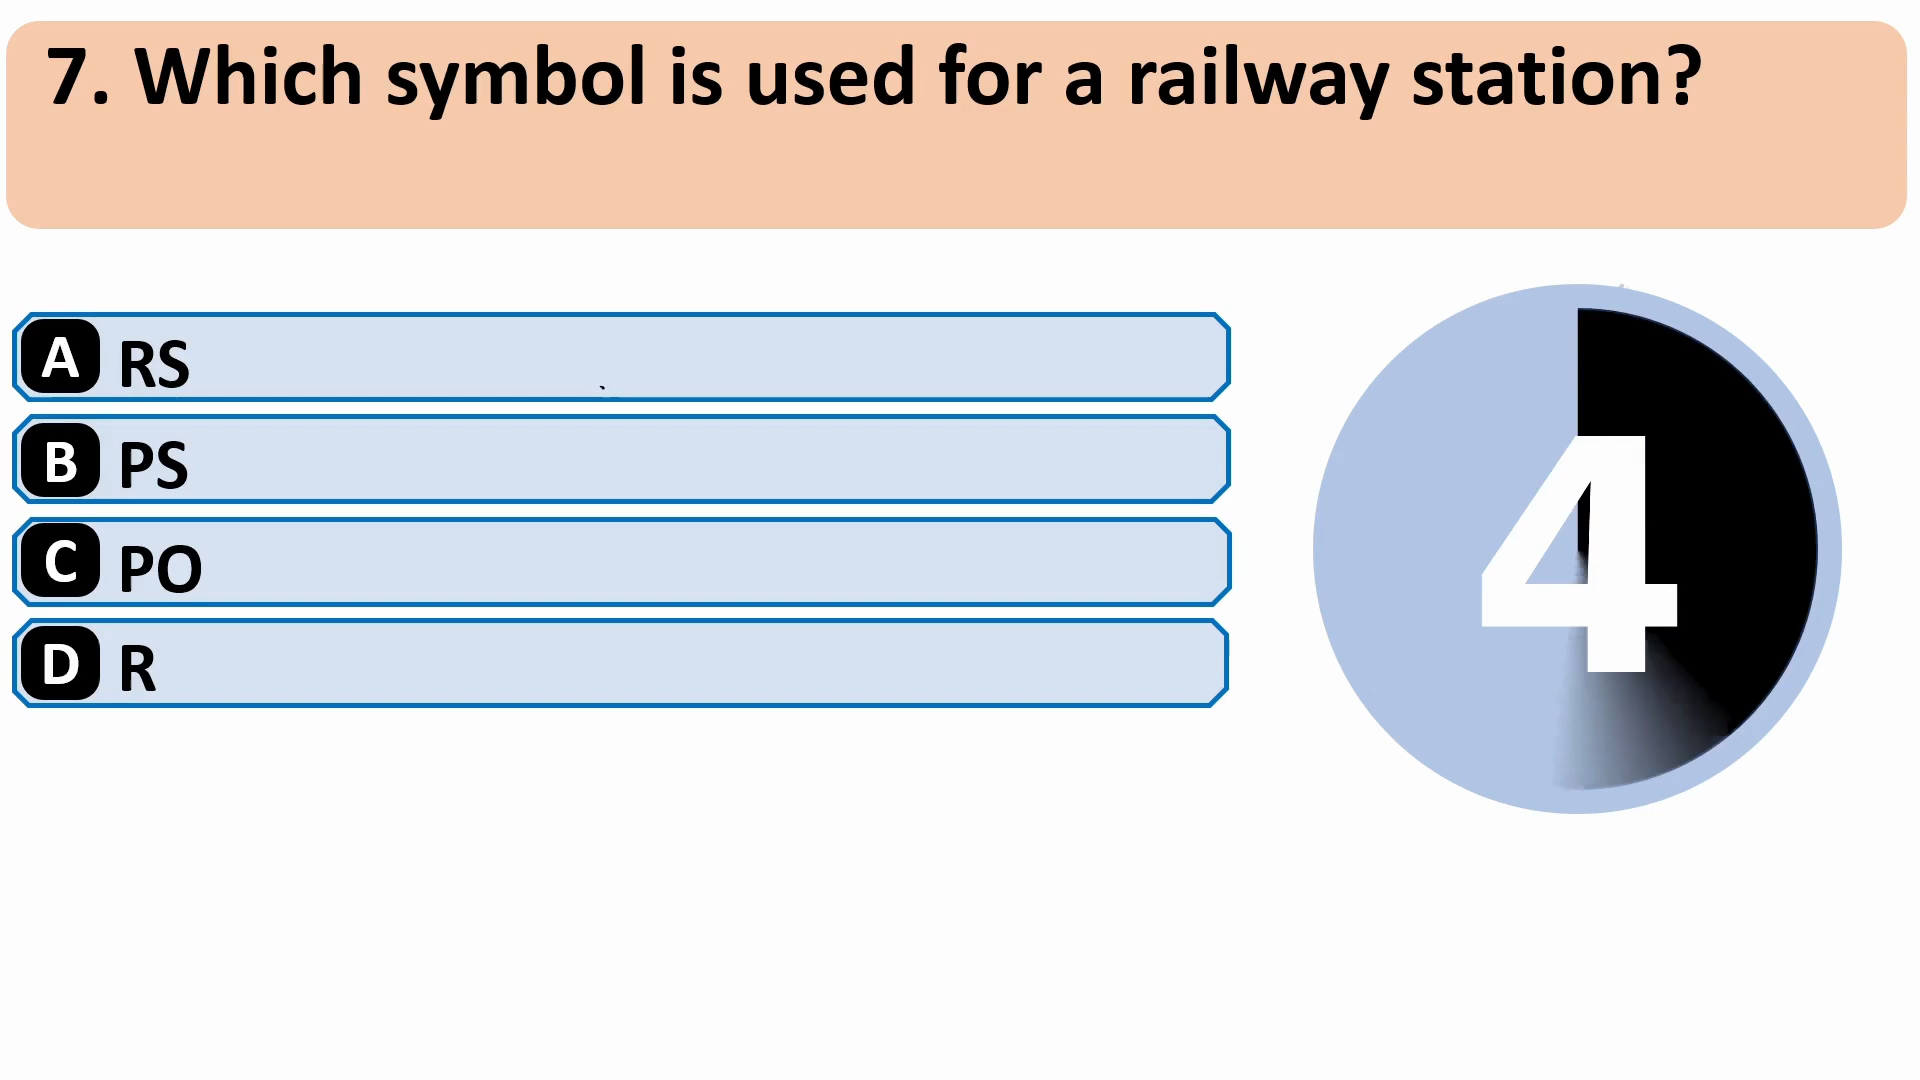 7. Which symbol is used for a railway station?
A RS
B PS
C PO
D R
4